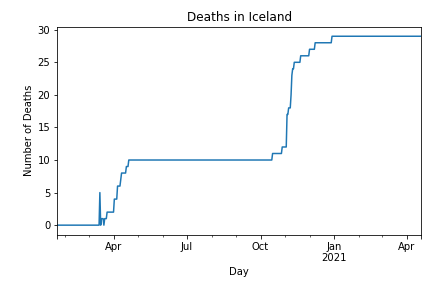 Deaths in Iceland
30
25
20
15
10
5
0
Number of Deaths
Apr
Jul
Oct
Jan
2021
Apr
Day